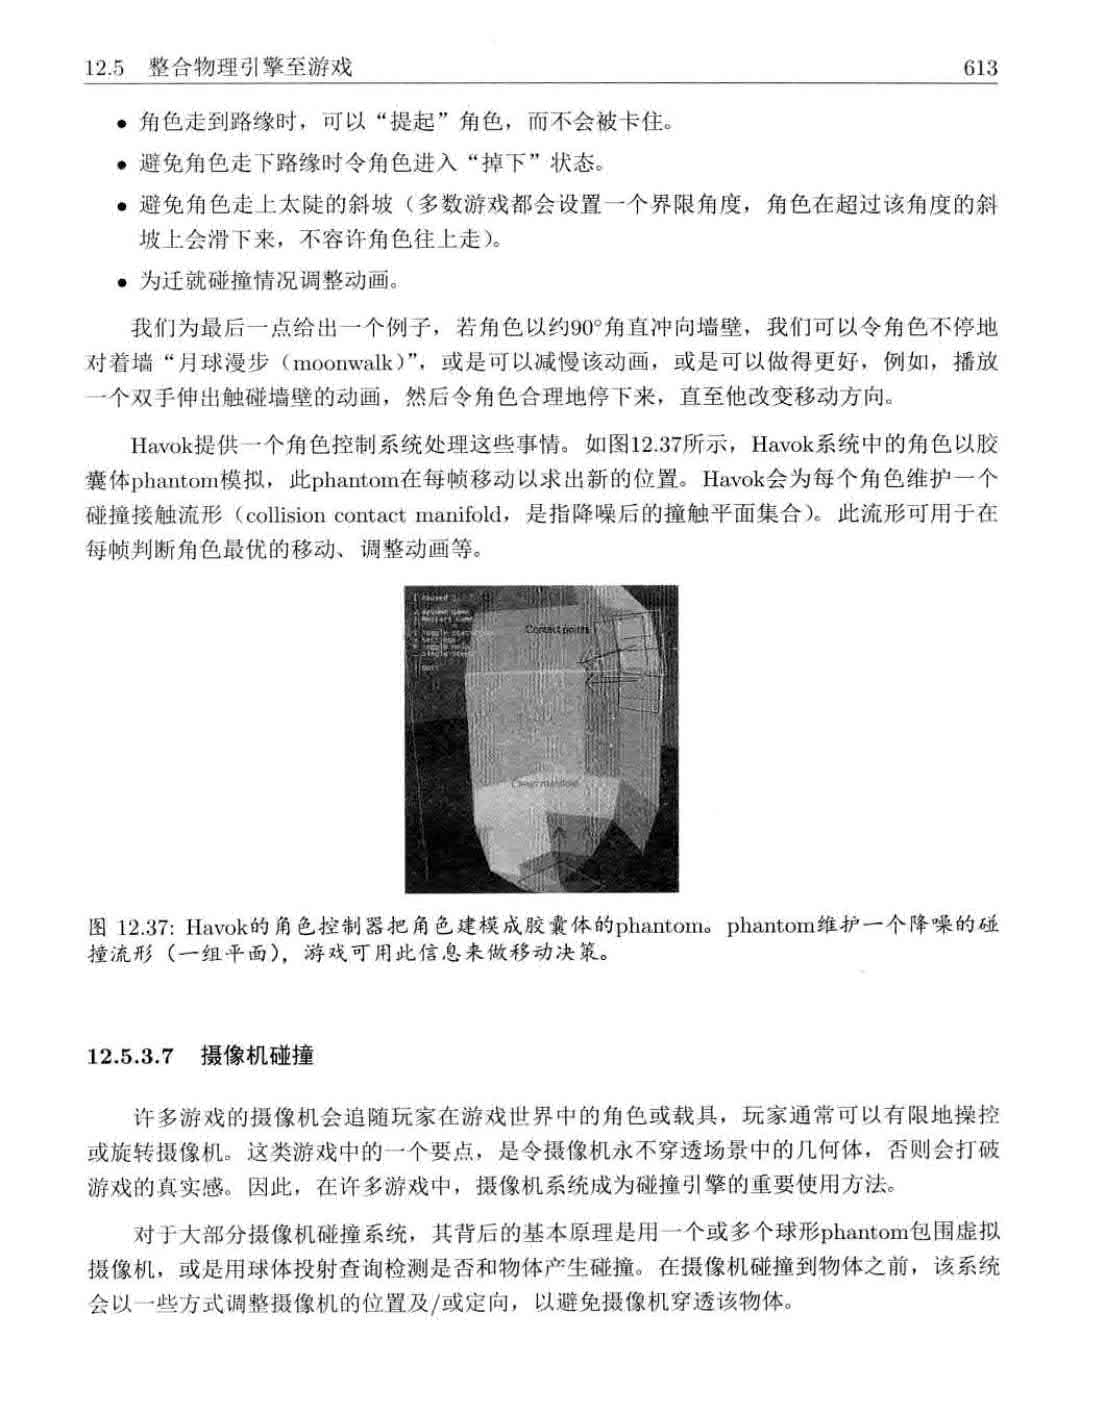 12.5 整合物理引擎至游戏 613
• 角色走到路缘时，可以“提起”角色，而不会被卡住。
• 避免角色走下路缘时令角色进入“掉下”状态。
• 避免角色走上太陡的斜坡（多数游戏都会设置一个界限角度，角色在超过该角度的斜
坡上会滑下来，不容许角色往上走）。
• 为迁就碰撞情况调整动画。
我们为最后一点给出一个例子，若角色以约90°角直冲向墙壁，我们可以令角色不停地
对着墙“月球漫步（moonwalk）”，或是可以减慢该动画，或是可以做得更好，例如，播放
一个双手伸出触碰墙壁的动画，然后令角色合理地停下来，直至他改变移动方向。
Havok提供一个角色控制系统处理这些事情。如图12.37所示，Havok系统中的角色以胶
囊体phantom模拟，此phantom在每帧移动以求出新的位置。Havok会为每个角色维护一个
碰撞接触流形（collision contact manifold，是指降噪后的撞触平面集合）。此流形可用于在
每帧判断角色最优的移动、调整动画等。
Contact points
图 12.37: Havok的角色控制器把角色建模成胶囊体的phantom。phantom维护一个降噪的碰
撞流形（一组平面），游戏可用此信息来做移动决策。
12.5.3.7 摄像机碰撞
许多游戏的摄像机会追随玩家在游戏世界中的角色或载具，玩家通常可以有限地操控
或旋转摄像机。这类游戏中的一个要点，是令摄像机永不穿透场景中的几何体，否则会打破
游戏的真实感。因此，在许多游戏中，摄像机系统成为碰撞引擎的重要使用方法。
对于大部分摄像机碰撞系统，其背后的基本原理是用一个或多个球形phantom包围虚拟
摄像机，或是用球体投射查询检测是否和物体产生碰撞。在摄像机碰撞到物体之前，该系统
会以一些方式调整摄像机的位置及/或定向，以避免摄像机穿透该物体。